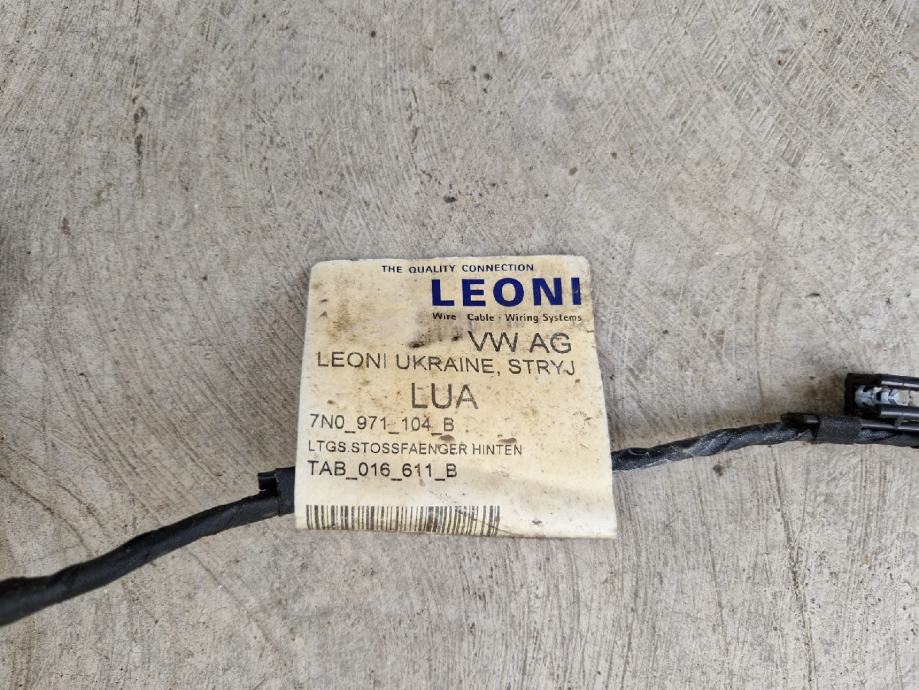 THE QUALITY CONNECTION
LEONI
Wire · Cable · Wiring Systems
VW AG
LEONI UKRAINE, STRYJ
LUA
7N0_971_104_B
LTGS.STOSSFAENGER HINTEN
TAB_016_611_B